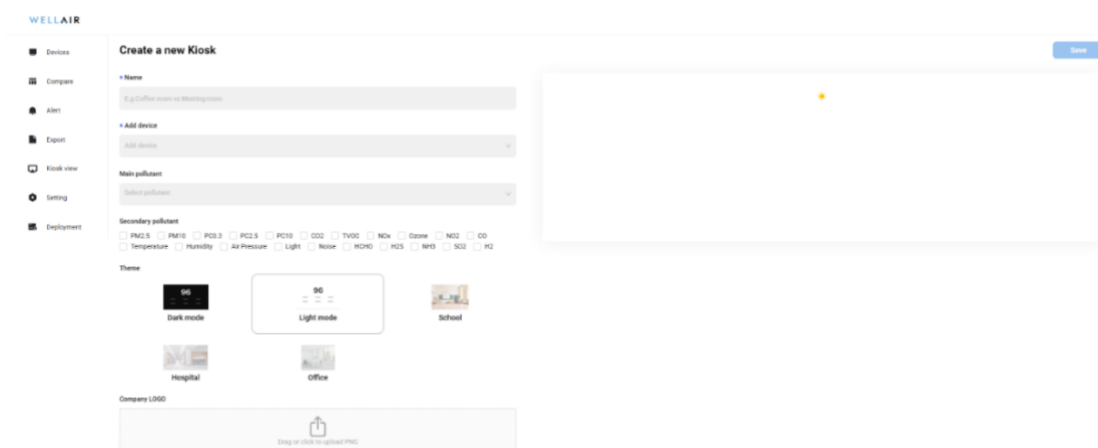 WELLAIR
Devices
Compare
Alert
Export
Kiosk view
Setting
Deployment
Create a new Kiosk
Save
* Name
E.g Coffee room or Meeting room
* Add device
Add device
Main pollutant
Select pollutant
Secondary pollutant
PM2.5 PM10 PC0.3 PC2.5 PC10 CO2 TVOC NOx Ozone NO2 CO
Temperature Humidity Air Pressure Light Noise HCHO H2S NH3 SO2 H2
Theme
96
Dark mode
96
Light mode
School
Hospital
Office
Company LOGO
Drag or click to upload PNG